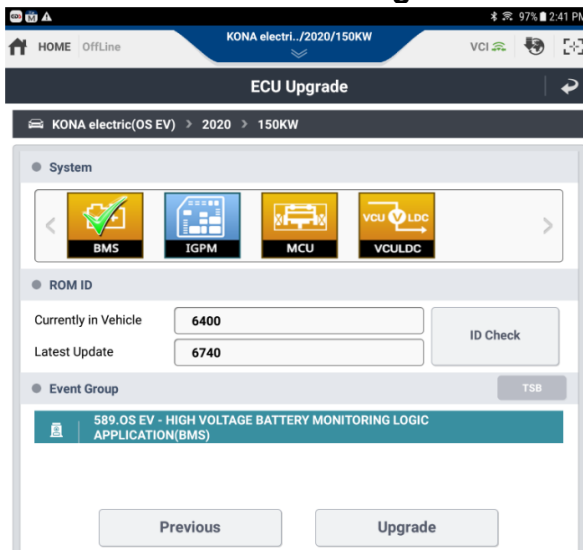 97% 2:41 PM
HOME OffLine KONA electri../2020/150KW VCI
ECU Upgrade
KONA electric(OS EV) > 2020 > 150KW
System
VCU V LDC
BMS IGPM MCU VCULDC
ROM ID
Currently in Vehicle 6400
ID Check
Latest Update 6740
Event Group TSB
589.OS EV - HIGH VOLTAGE BATTERY MONITORING LOGIC
APPLICATION(BMS)
Previous Upgrade